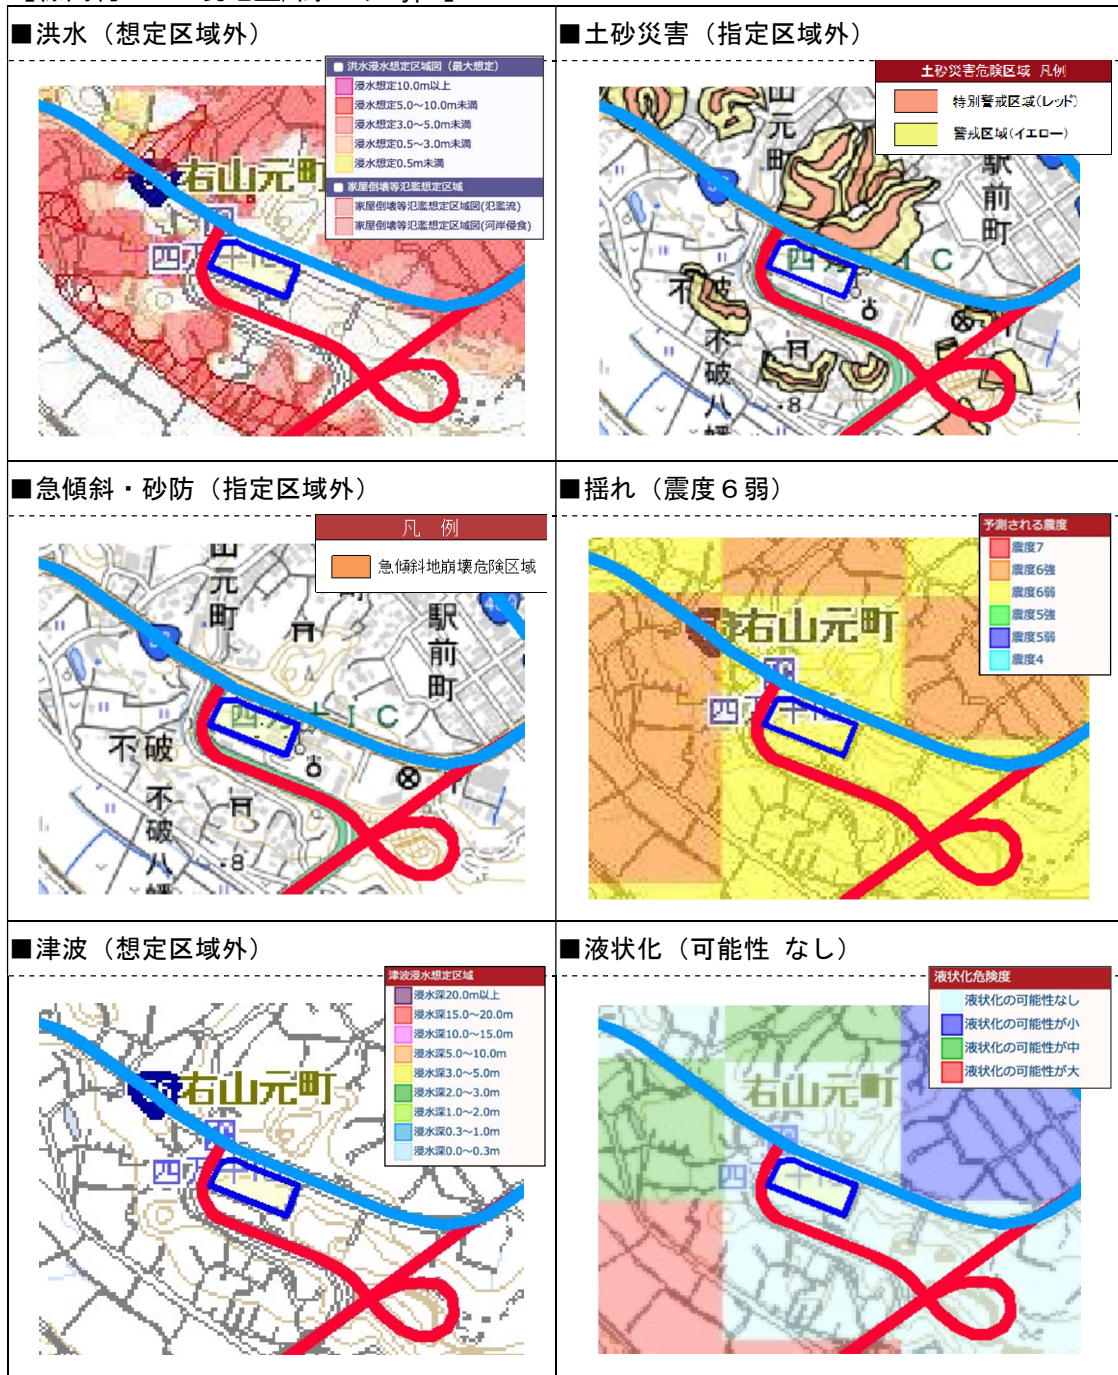 ■洪水（想定区域外）
洪水浸水想定区域図（最大想定）
浸水想定10.0m以上
浸水想定5.0～10.0m未満
浸水想定3.0～5.0m未満
浸水想定0.5～3.0m未満
浸水想定0.5m未満
家屋倒壊等氾濫想定区域
家屋倒壊等氾濫想定区域図(氾濫流)
家屋倒壊等氾濫想定区域図(河岸侵食)
右山元町
■土砂災害（指定区域外）
土砂災害危険区域 凡例
特別警戒区域(レッド)
警戒区域(イエロー)
元町
駅前町
IC
不破
不破八
8
■急傾斜・砂防（指定区域外）
凡 例
急傾斜地崩壊危険区域
元町
駅前町
IC
不破
不破八
8
■揺れ（震度６弱）
予測される震度
震度7
震度6強
震度6弱
震度5強
震度5弱
震度4
右山元町
■津波（想定区域外）
津波浸水想定区域
浸水深20.0m以上
浸水深15.0～20.0m
浸水深10.0～15.0m
浸水深5.0～10.0m
浸水深3.0～5.0m
浸水深2.0～3.0m
浸水深1.0～2.0m
浸水深0.3～1.0m
浸水深0.0～0.3m
右山元町
■液状化（可能性 なし）
液状化危険度
液状化の可能性なし
液状化の可能性が小
液状化の可能性が中
液状化の可能性が大
右山元町